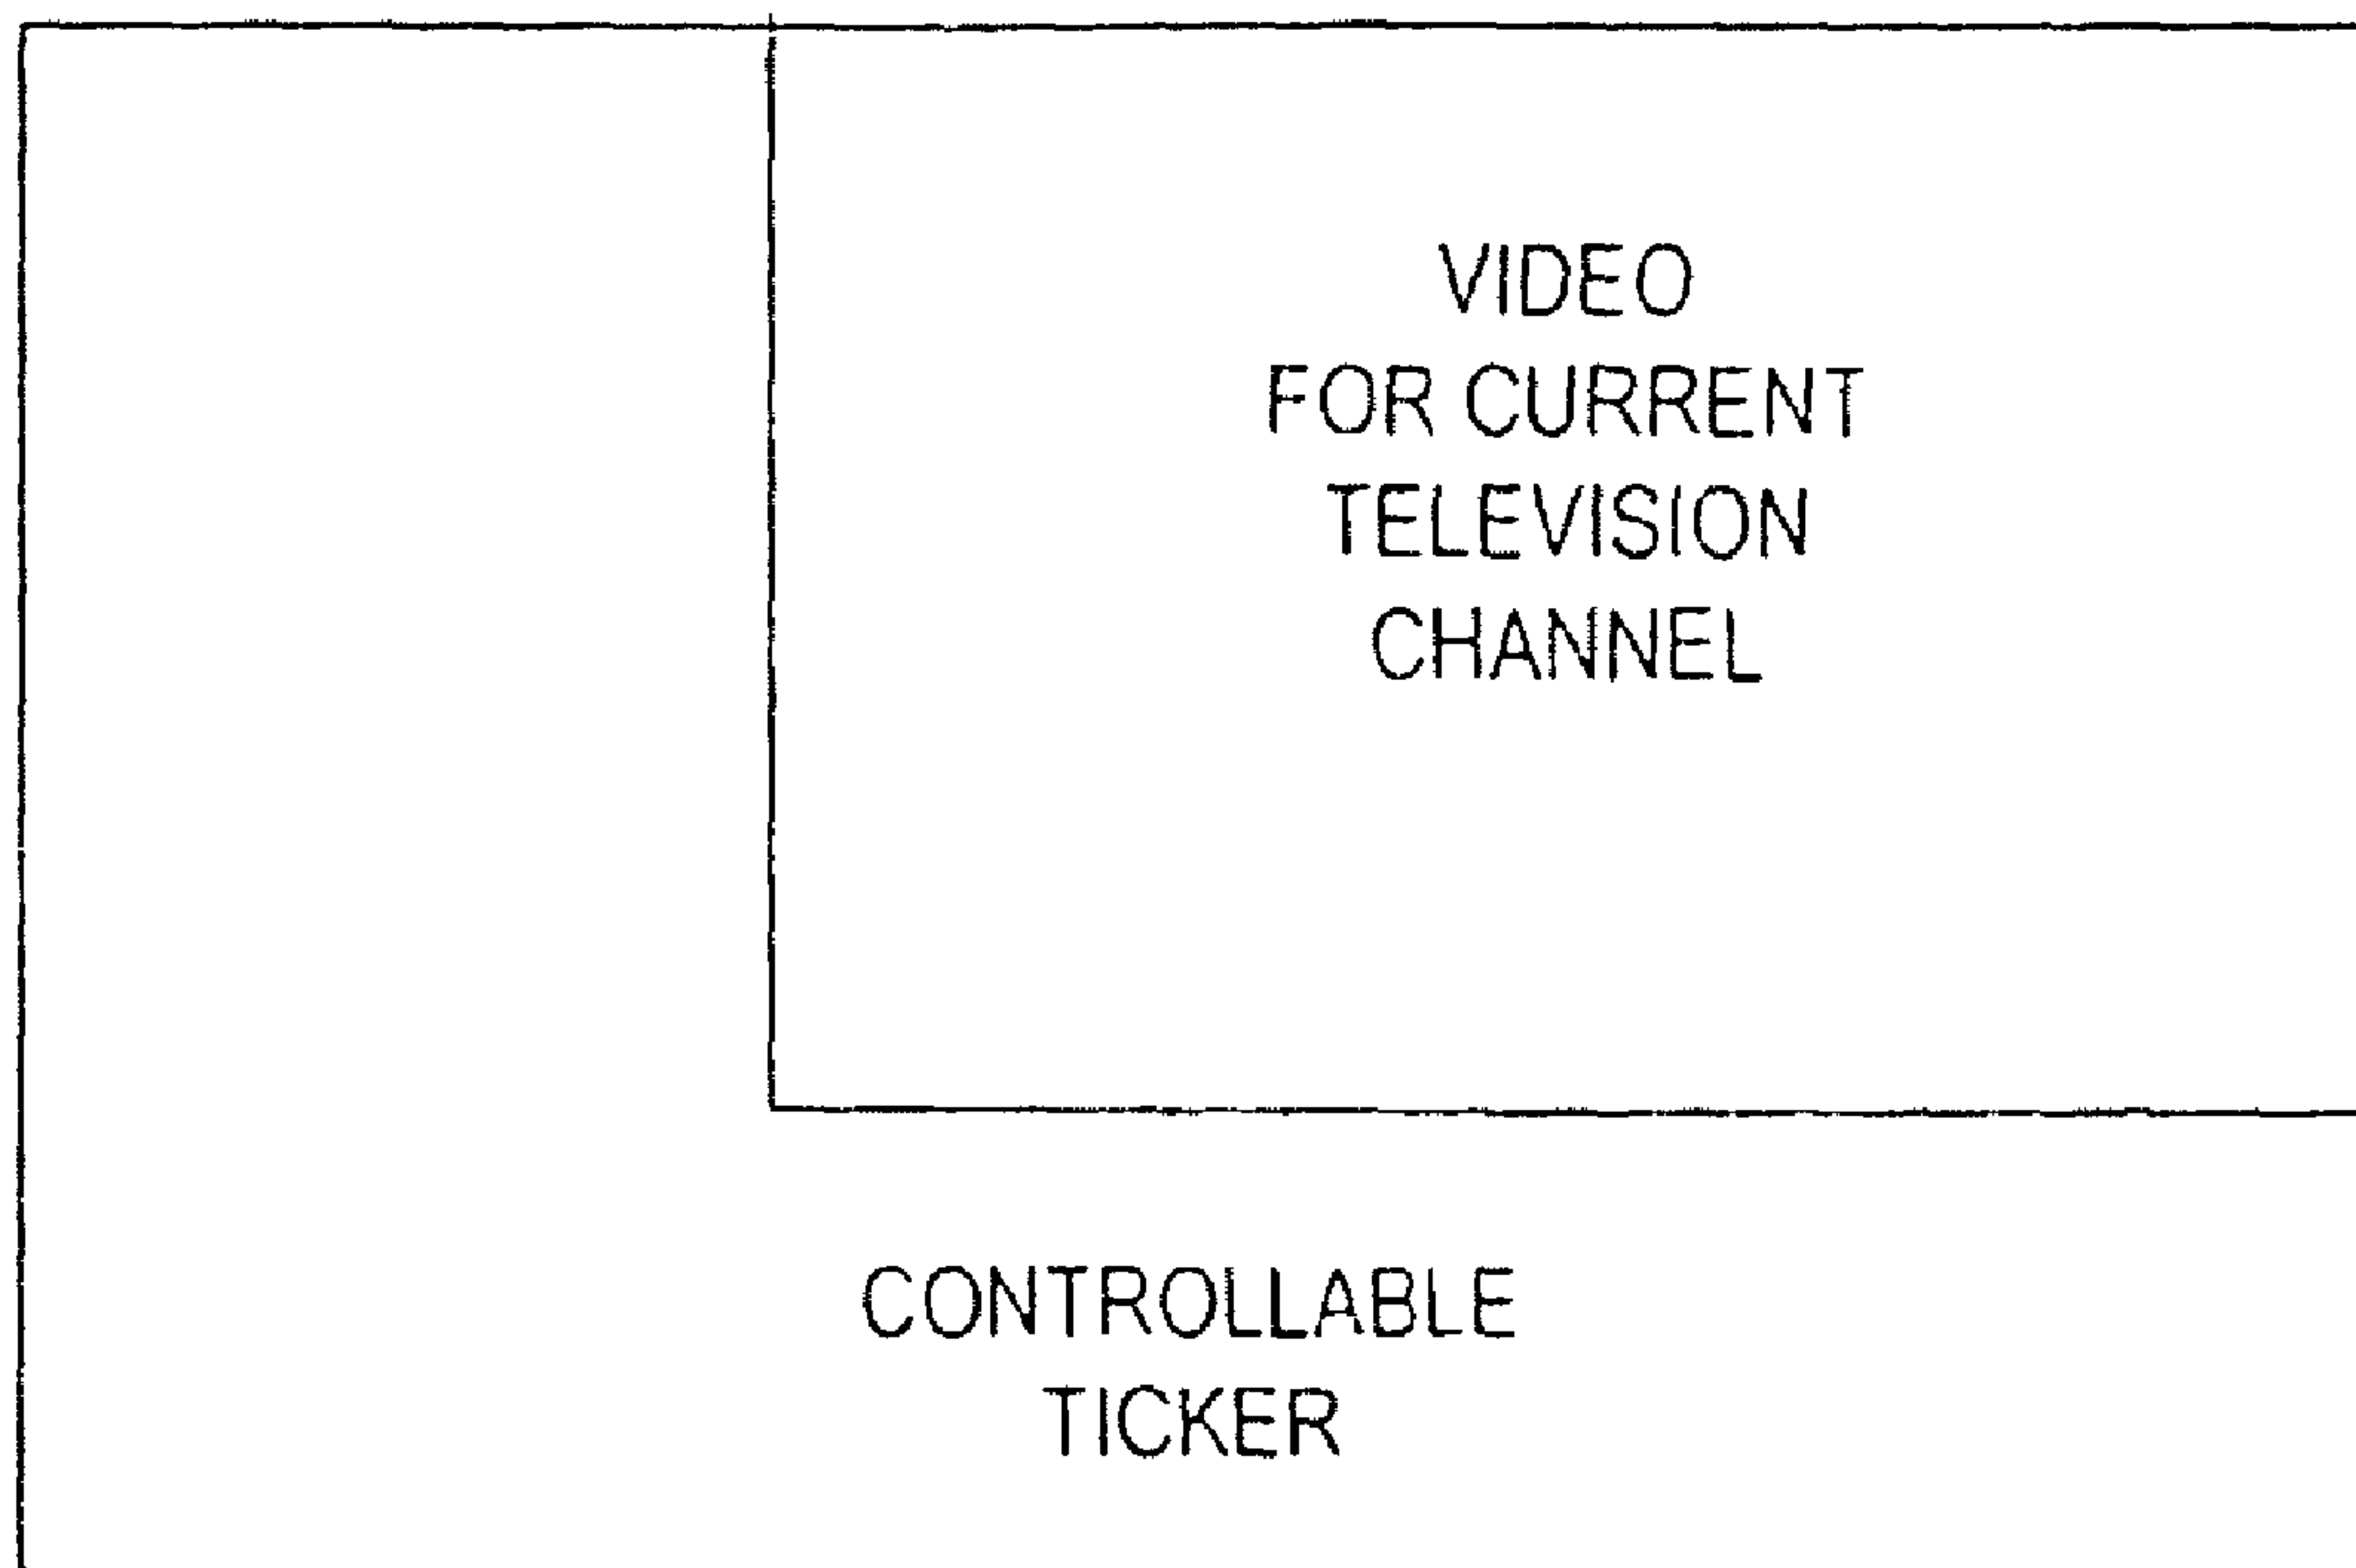 VIDEO
FOR CURRENT
TELEVISION
CHANNEL
CONTROLLABLE
TICKER